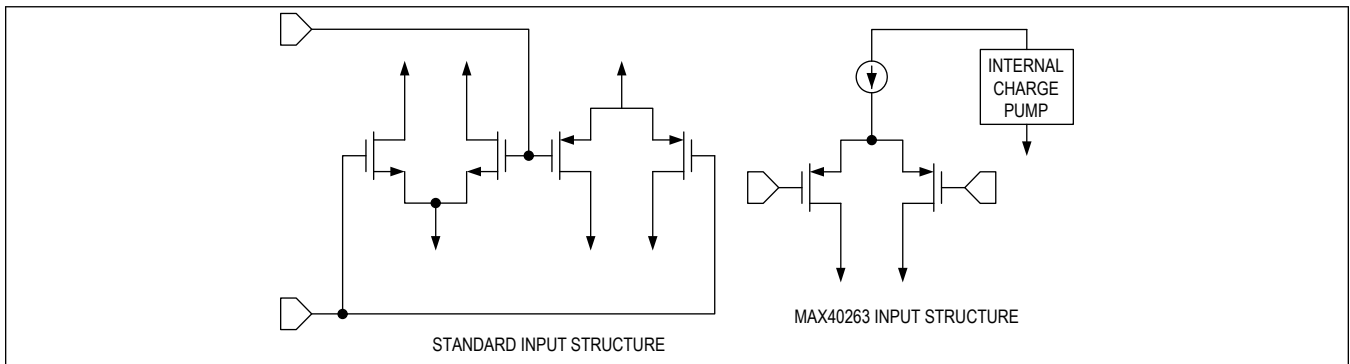 INTERNAL
CHARGE
PUMP
MAX40263 INPUT STRUCTURE
STANDARD INPUT STRUCTURE